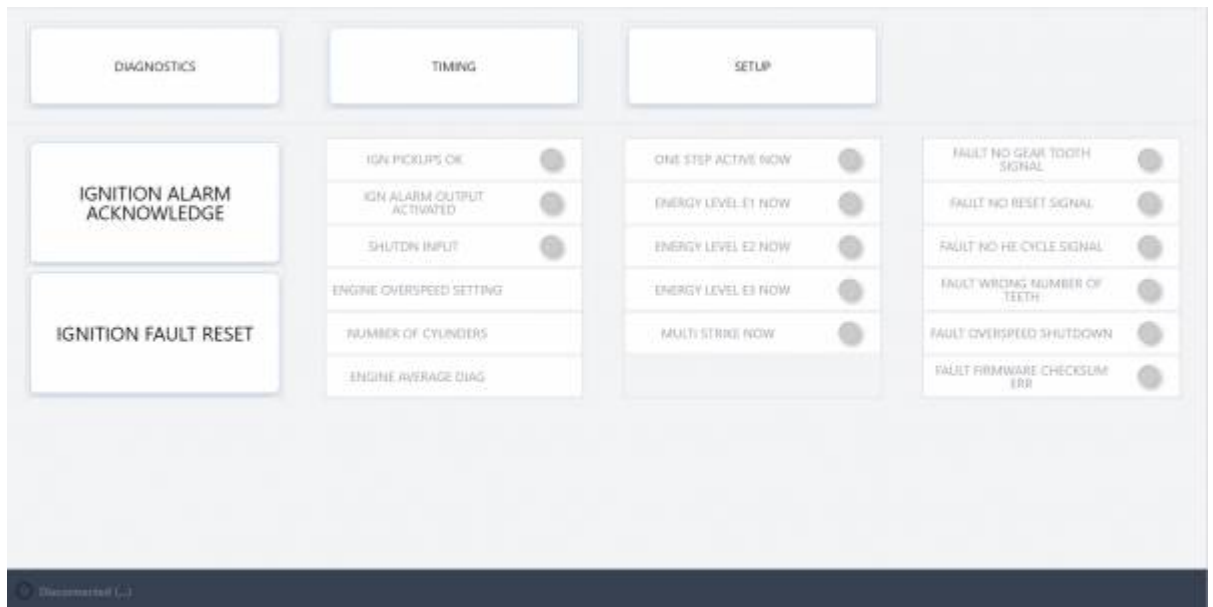 DIAGNOSTICS
TIMING
SETUP
IGNITION ALARM
ACKNOWLEDGE
IGNITION FAULT RESET
IGN PICKUPS OK
IGN ALARM OUTPUT
ACTIVATED
SHUTDN INPUT
ENGINE OVERSPEED SETTING
NUMBER OF CYLINDERS
ENGINE AVERAGE DIAG
ONE STEP ACTIVE NOW
ENERGY LEVEL E1 NOW
ENERGY LEVEL E2 NOW
ENERGY LEVEL E3 NOW
MULTI STRIKE NOW
FAULT NO GEAR TOOTH
SIGNAL
FAULT NO RESET SIGNAL
FAULT NO HE CYCLE SIGNAL
FAULT WRONG NUMBER OF
TEETH
FAULT OVERSPEED SHUTDOWN
FAULT FIRMWARE CHECKSUM
ERR
Disconnected (...)